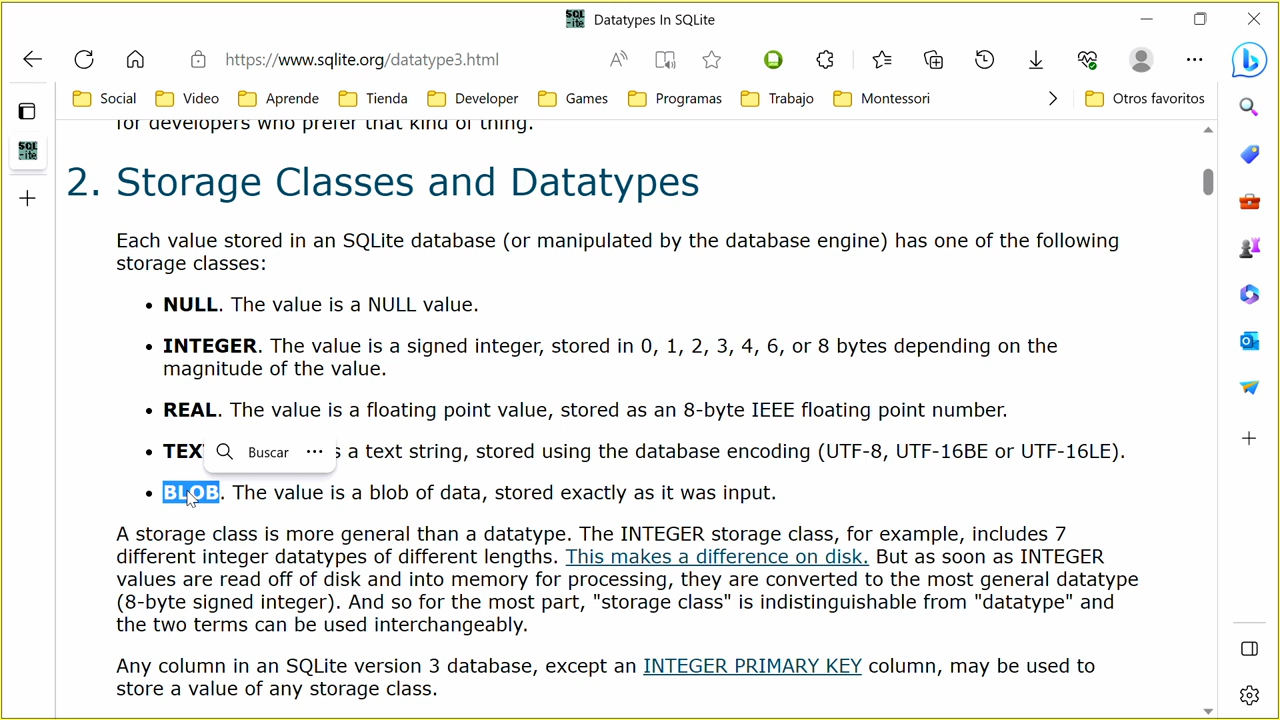 SQL
-ite
Datatypes In SQLite
https://www.sqlite.org/datatype3.html
Social
Video
Aprende
Tienda
Developer
Games
Programas
Trabajo
Montessori
Otros favoritos
SQL
-ite
for developers who prefer that kind of thing.
2. Storage Classes and Datatypes
Each value stored in an SQLite database (or manipulated by the database engine) has one of the following
storage classes:
• NULL. The value is a NULL value.
• INTEGER. The value is a signed integer, stored in 0, 1, 2, 3, 4, 6, or 8 bytes depending on the
magnitude of the value.
• REAL. The value is a floating point value, stored as an 8-byte IEEE floating point number.
• TEX s a text string, stored using the database encoding (UTF-8, UTF-16BE or UTF-16LE).
Buscar
• BLOB. The value is a blob of data, stored exactly as it was input.
A storage class is more general than a datatype. The INTEGER storage class, for example, includes 7
different integer datatypes of different lengths. This makes a difference on disk. But as soon as INTEGER
values are read off of disk and into memory for processing, they are converted to the most general datatype
(8-byte signed integer). And so for the most part, "storage class" is indistinguishable from "datatype" and
the two terms can be used interchangeably.
Any column in an SQLite version 3 database, except an INTEGER PRIMARY KEY column, may be used to
store a value of any storage class.